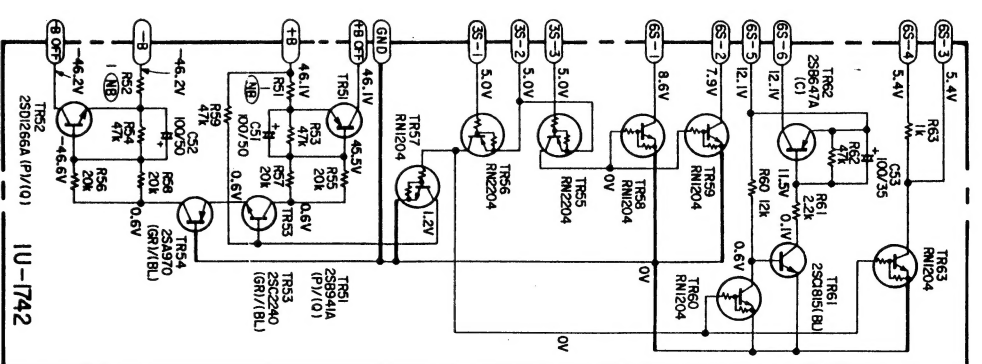 +B OFF
-B
+B
+B OFF
GND
3S-1
3S-2
3S-3
6S-1
6S-2
6S-5
6S-6
6S-4
6S-3
-46.2V
-46.2V
46.1V
46.1V
5.0V
5.0V
5.0V
8.6V
7.9V
12.1V
12.1V
5.4V
5.4V
R52
1
NB
R51
1
NB
TR51
TR62
2SB647A
(C)
R63
1k
C52
100/50
R54
47k
R59
47k
C51
100/50
R53
47k
45.5V
TR57
RN1204
TR56
RN2204
TR55
RN2204
TR58
RN1204
TR59
RN1204
R62
47k
C53
100/35
TR52
2SD1266A (P)/(Q)
-46.6V
R56
20k
R58
20k
R57
20k
R55
20k
0.6V
0.6V
0.6V
1.2V
0V
R60 12k
11.5V
R61
2.2k
0.1V
TR54
2SA970
(GR)/(BL)
TR53
TR51
2SB941A
(P)/(Q)
TR53
2SC2240
(GR)/(BL)
0V
0V
0.6V
TR60
RN1204
TR61
2SC1815(BL)
TR63
RN1204
1U-1742